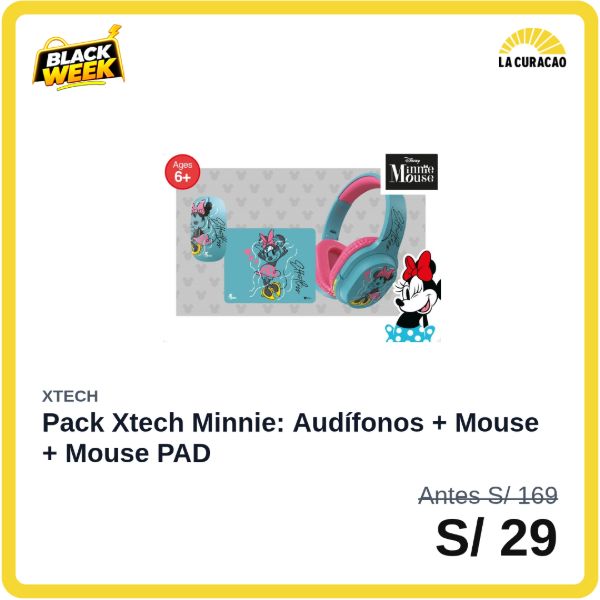 BLACK
WEEK
LA CURACAO
Ages
6+
Disney
Minnie
Mouse
XTECH
Pack Xtech Minnie: Audífonos + Mouse
+ Mouse PAD
Antes S/ 169
S/ 29